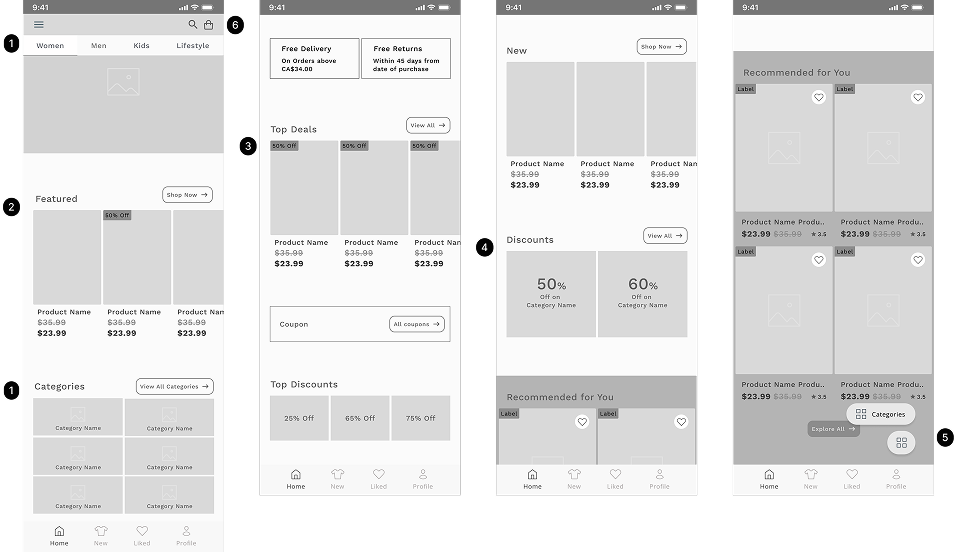 9:41
6
1
Women Men Kids Lifestyle
2
Featured
Shop Now →
50% Off
Product Name Product Name Product Nam
$35.99 $35.99 $35.99
$23.99 $23.99 $23.99
1
Categories
View All Categories →
Category Name Category Name
Category Name Category Name
Category Name Category Name
Home New Liked Profile
9:41
Free Delivery
On Orders above
CA$34.00
Free Returns
Within 45 days from
date of purchase
3
Top Deals
View All →
50% Off 50% Off 50% Off
Product Name Product Name Product Nam
$35.99 $35.99 $35.99
$23.99 $23.99 $23.99
Coupon
All coupons →
Top Discounts
25% Off 65% Off 75% Off
Home New Liked Profile
9:41
New
Shop Now →
Product Name Product Name Product Nam
$35.99 $35.99 $35.99
$23.99 $23.99 $23.99
4
Discounts
View All →
50%
Off on
Category Name
60%
Off on
Category Name
Recommended for You
Label Label
Home New Liked Profile
9:41
Recommended for You
Label Label
Product Name Produ.. Product Name Produ..
$23.99 $35.99 ★ 3.5 $23.99 $35.99 ★ 3.5
Product Name Produ.. Product Name Produ..
$23.99 $35.99 ★ 3.5 $23.99 $35.99 ★ 3.5
Categories
Explore All →
5
Home New Liked Profile